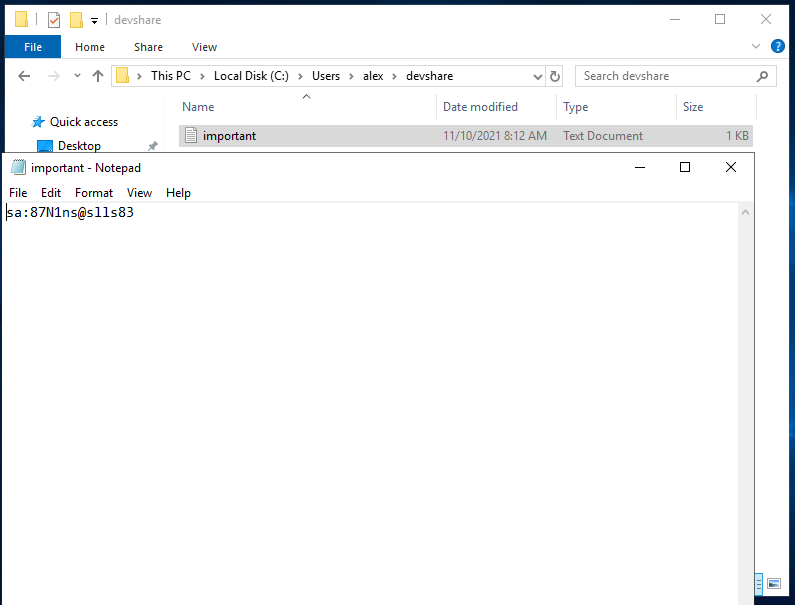 devshare
File Home Share View
This PC > Local Disk (C:) > Users > alex > devshare
Search devshare
Name Date modified Type Size
Quick access
Desktop
important 11/10/2021 8:12 AM Text Document 1 KB
important - Notepad
File Edit Format View Help
sa:87N1ns@slls83